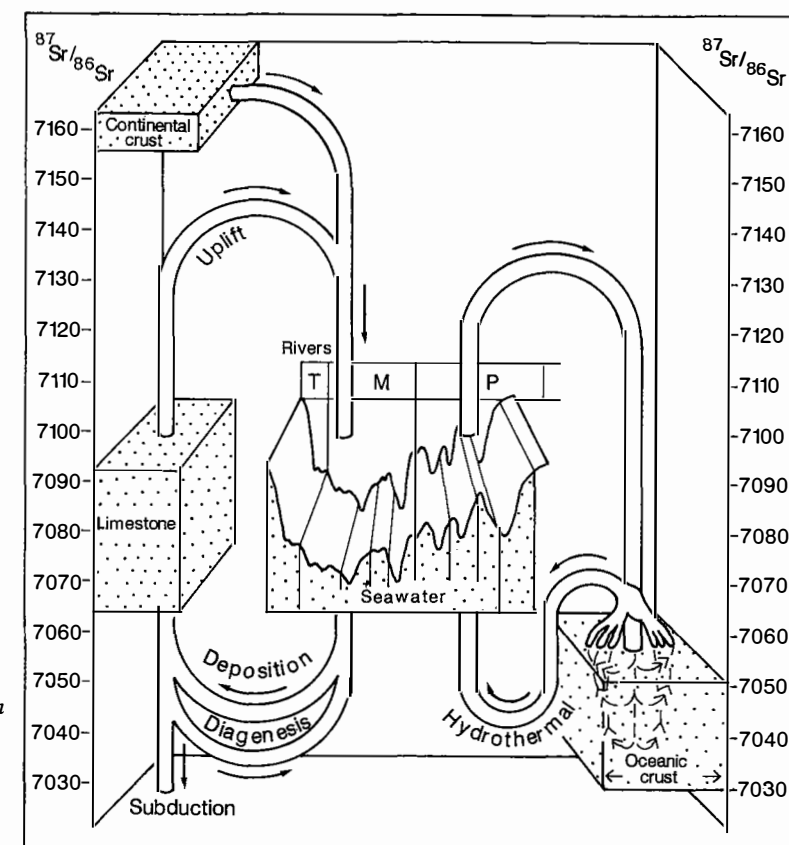 87Sr/86Sr
87Sr/86Sr
Continental
crust
7160
7150
7140
7130
7120
7110
7100
7090
7080
7070
7060
7050
7040
7030
Uplift
Rivers
T M P
Limestone
Seawater
Deposition
Diagenesis
Hydrothermal
Oceanic
crust
Subduction
-7160
-7150
-7140
-7130
-7120
-7110
-7100
-7090
-7080
-7070
-7060
-7050
-7040
-7030